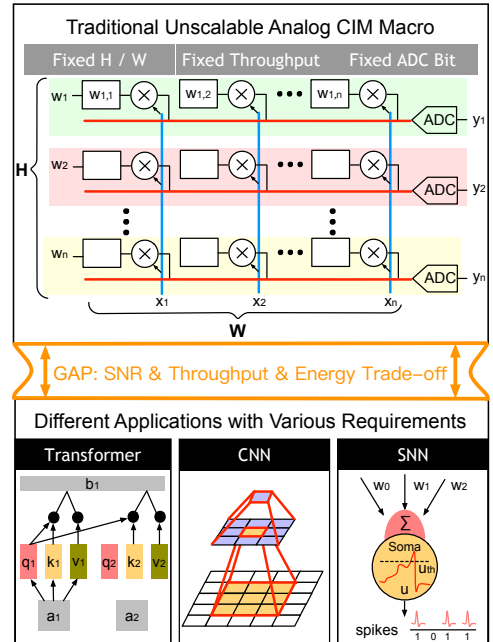 Traditional Unscalable Analog CIM Macro
Fixed H / W Fixed Throughput Fixed ADC Bit
w1 w1,1 w1,2 w1,n ADC y1
H
w2 ADC y2
wn ADC yn
x1 x2 xn
W
GAP: SNR & Throughput & Energy Trade-off
Different Applications with Various Requirements
Transformer CNN SNN
b1
q1 k1 v1 q2 k2 v2
a1 a2
w0 w1 w2
Σ
Soma
uth
u
spikes
1 0 1 1